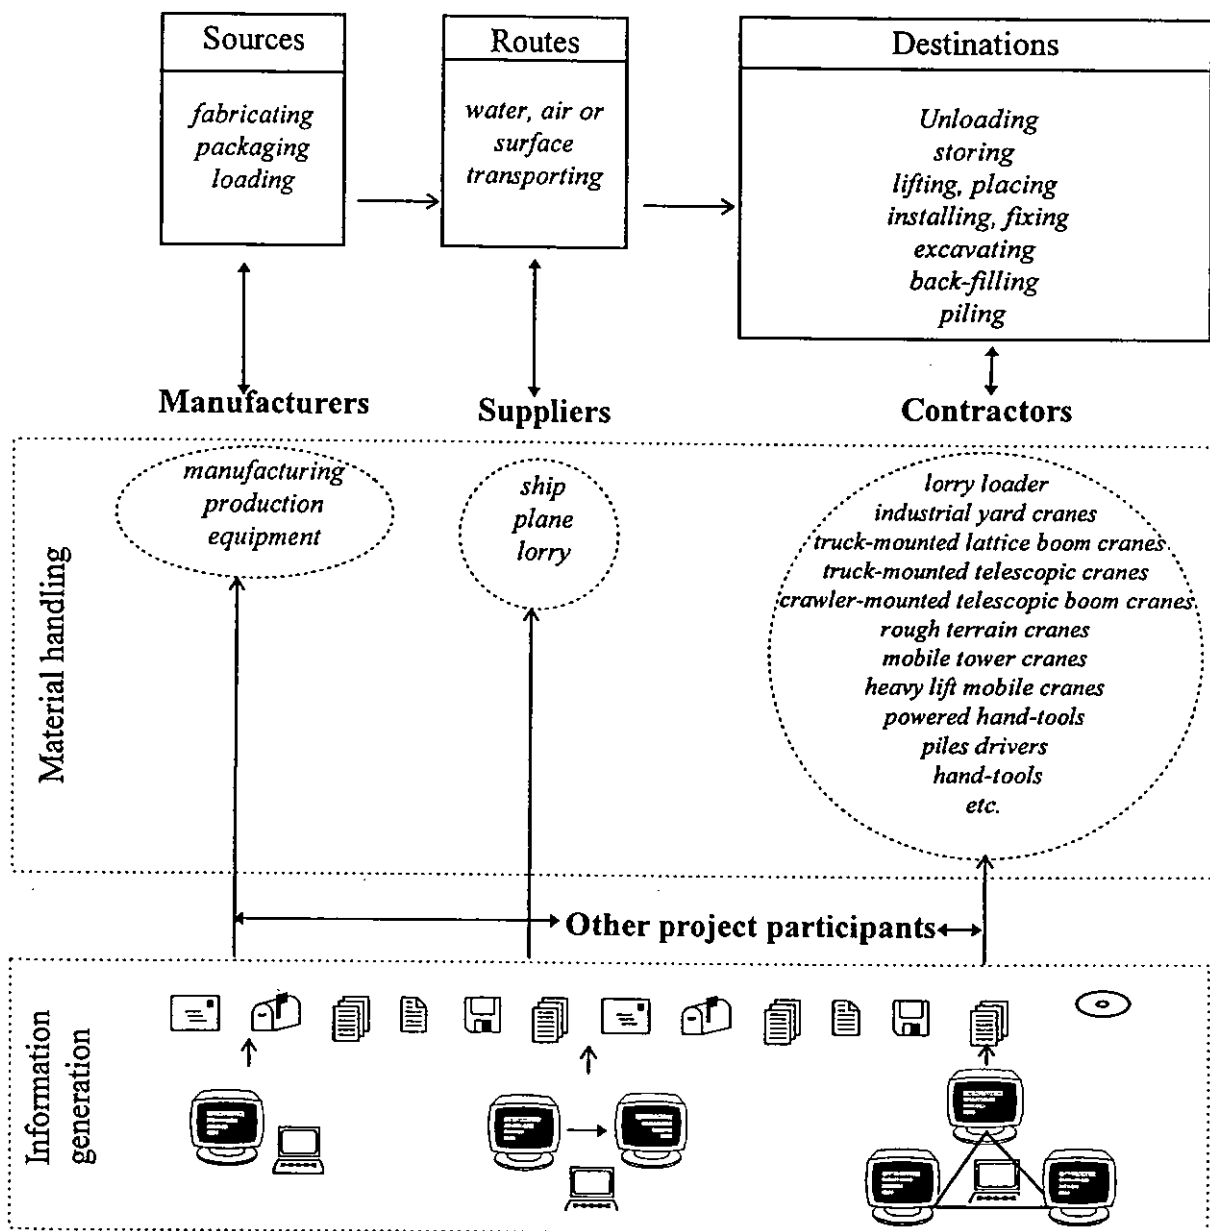 Sources
fabricating
packaging
loading
Routes
water, air or
surface
transporting
Destinations
Unloading
storing
lifting, placing
installing, fixing
excavating
back-filling
piling
Manufacturers
Suppliers
Contractors
Material handling
manufacturing
production
equipment
ship
plane
lorry
lorry loader
industrial yard cranes
truck-mounted lattice boom cranes
truck-mounted telescopic cranes
crawler-mounted telescopic boom cranes
rough terrain cranes
mobile tower cranes
heavy lift mobile cranes
powered hand-tools
piles drivers
hand-tools
etc.
Other project participants
Information
generation